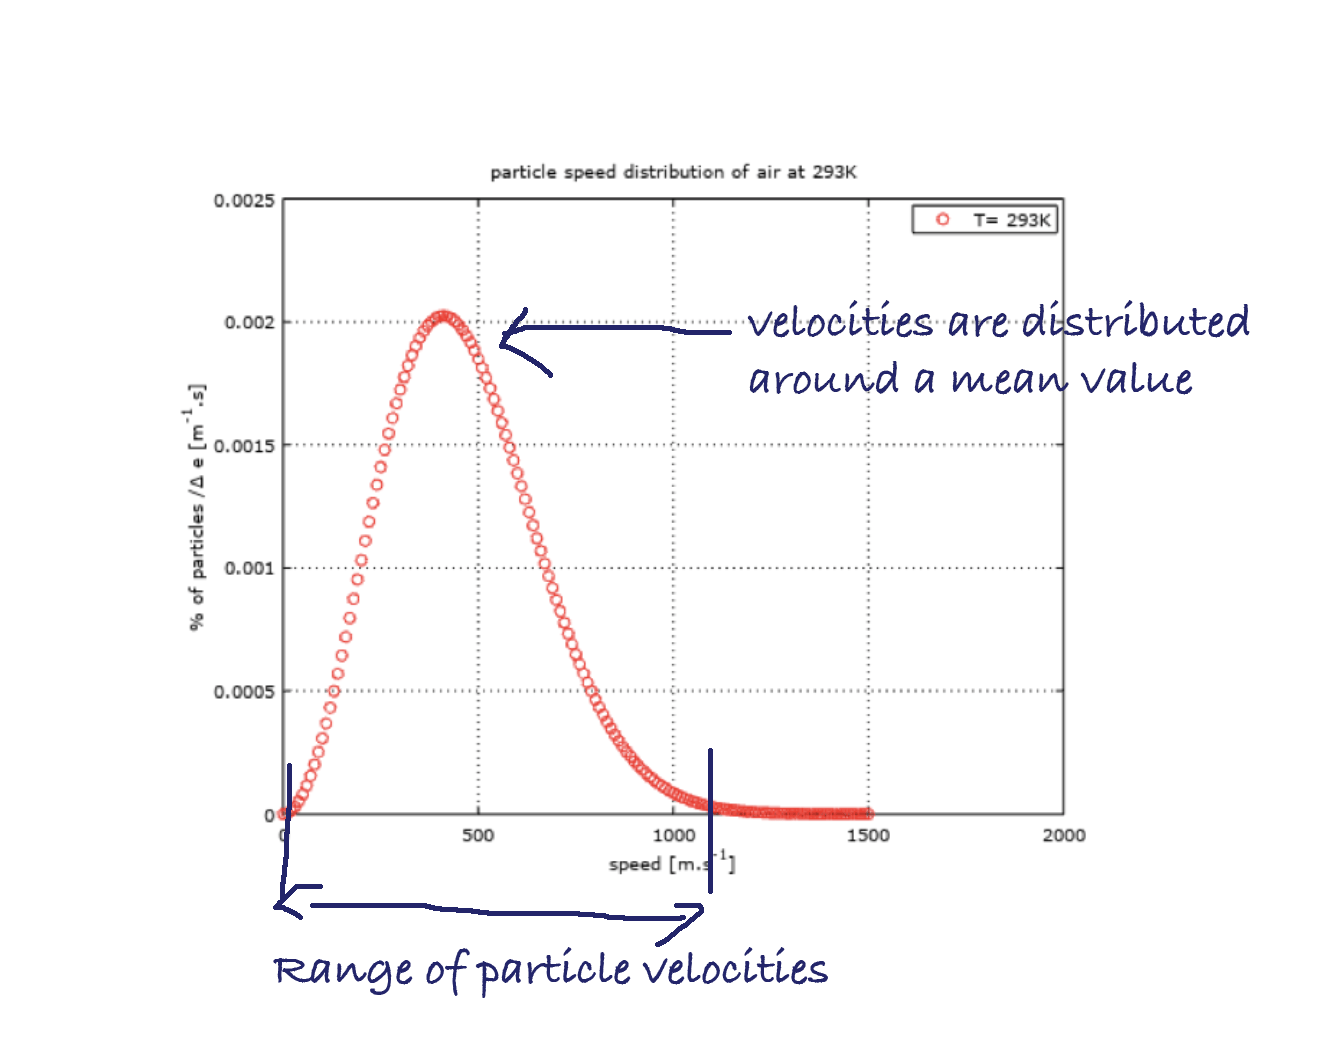 particle speed distribution of air at 293K
0.0025
T= 293K
0.002
velocities are distributed
around a mean value
0.0015
0.001
0.0005
0
% of particles /Δ e [m⁻¹.s]
0 500 1000 1500 2000
speed [m.s⁻¹]
Range of particle velocities